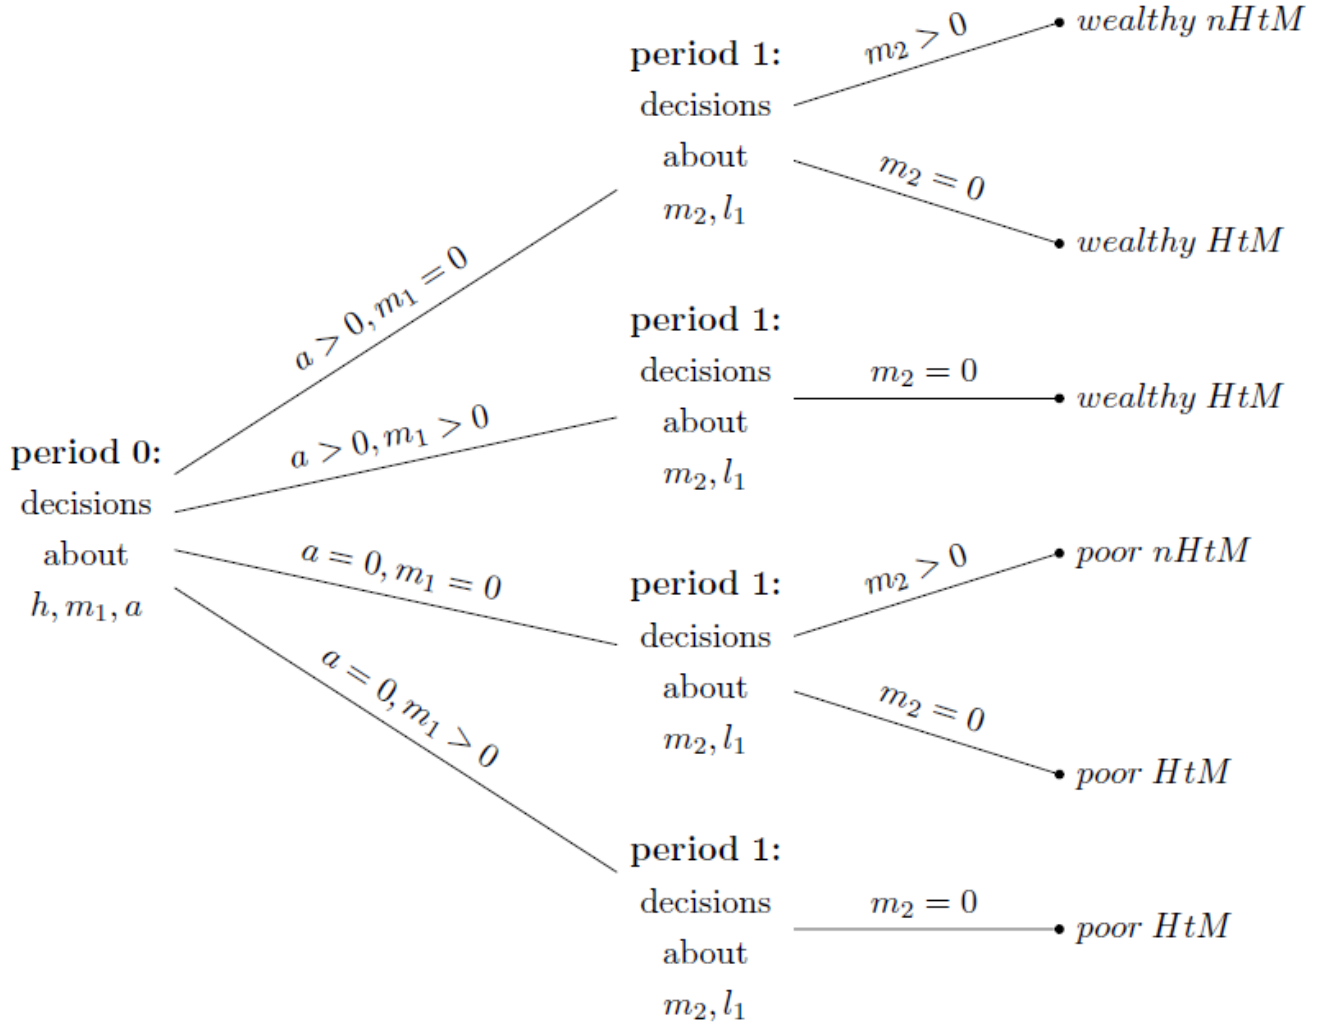 period 0:
decisions
about
h, m₁, a
a > 0, m₁ = 0
a > 0, m₁ > 0
a = 0, m₁ = 0
a = 0, m₁ > 0
period 1:
decisions
about
m₂, l₁
m₂ > 0
wealthy nHtM
m₂ = 0
wealthy HtM
period 1:
decisions
about
m₂, l₁
m₂ = 0
wealthy HtM
period 1:
decisions
about
m₂, l₁
m₂ > 0
poor nHtM
m₂ = 0
poor HtM
period 1:
decisions
about
m₂, l₁
m₂ = 0
poor HtM